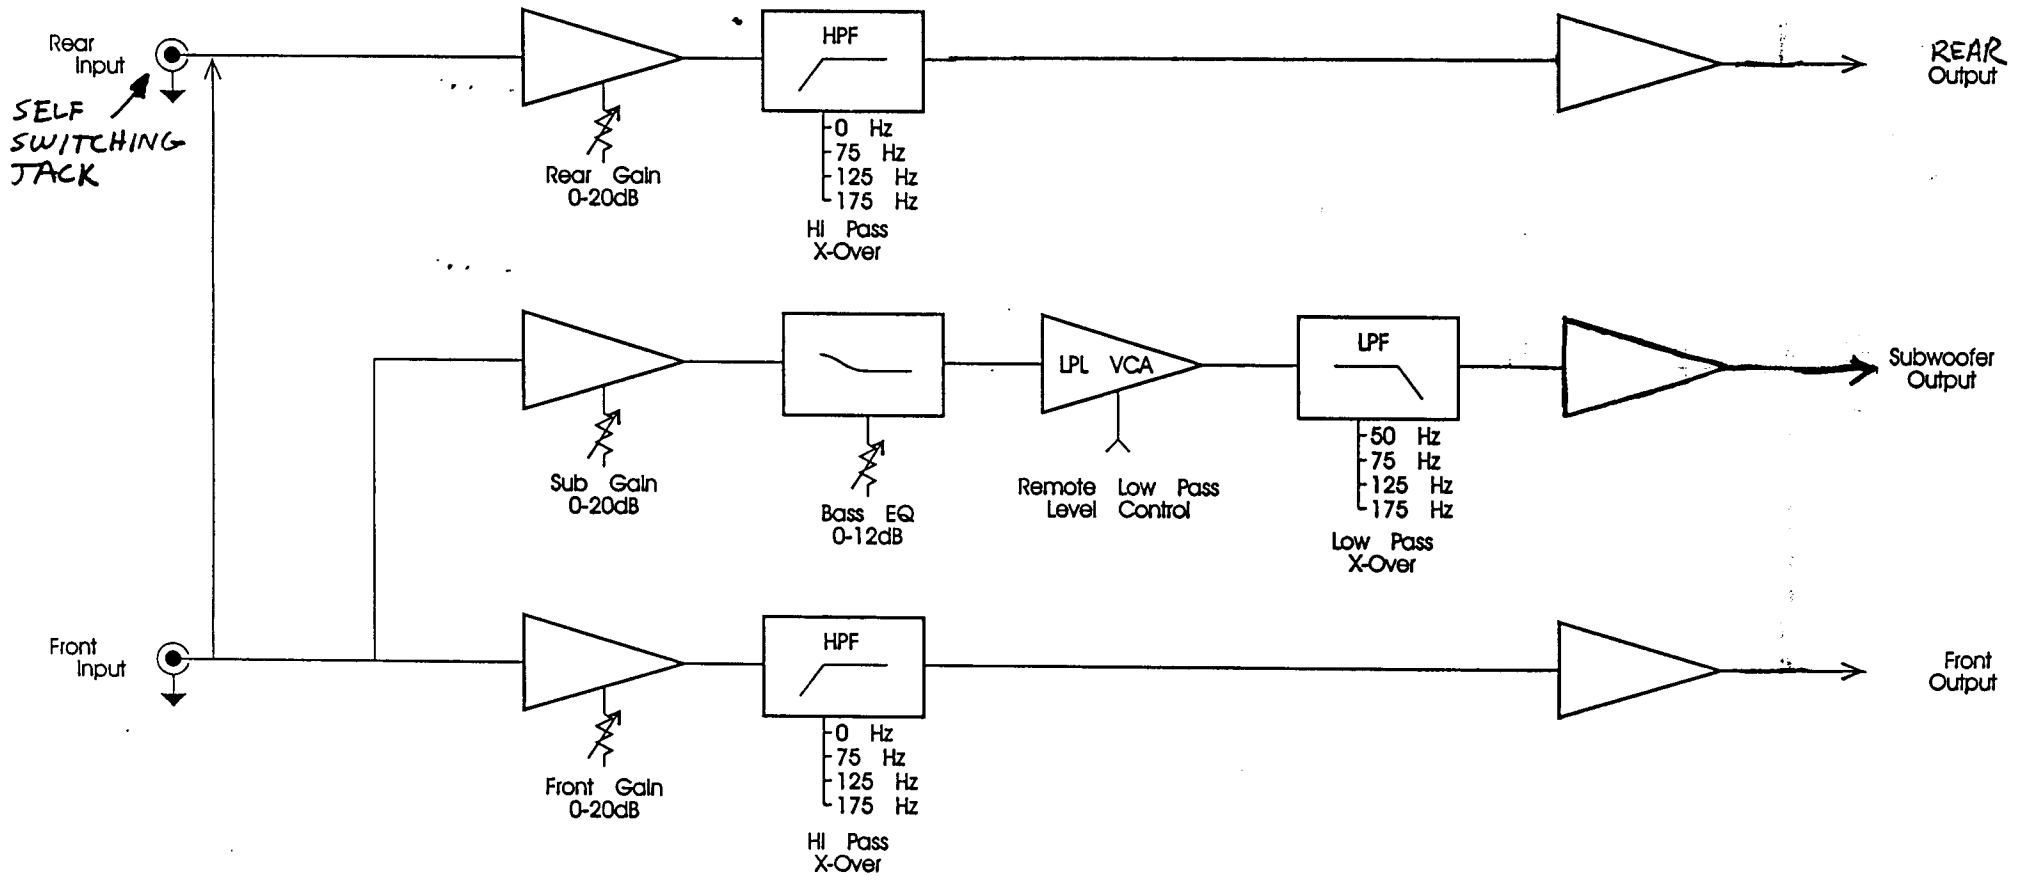 Rear
Input
SELF
SWITCHING
JACK
Rear Gain
0-20dB
HPF
0 Hz
75 Hz
125 Hz
175 Hz
HI Pass
X-Over
REAR
Output
Sub Gain
0-20dB
Bass EQ
0-12dB
LPL VCA
Remote Low Pass
Level Control
LPF
50 Hz
75 Hz
125 Hz
175 Hz
Low Pass
X-Over
Subwoofer
Output
Front
Input
Front Gain
0-20dB
HPF
0 Hz
75 Hz
125 Hz
175 Hz
HI Pass
X-Over
Front
Output